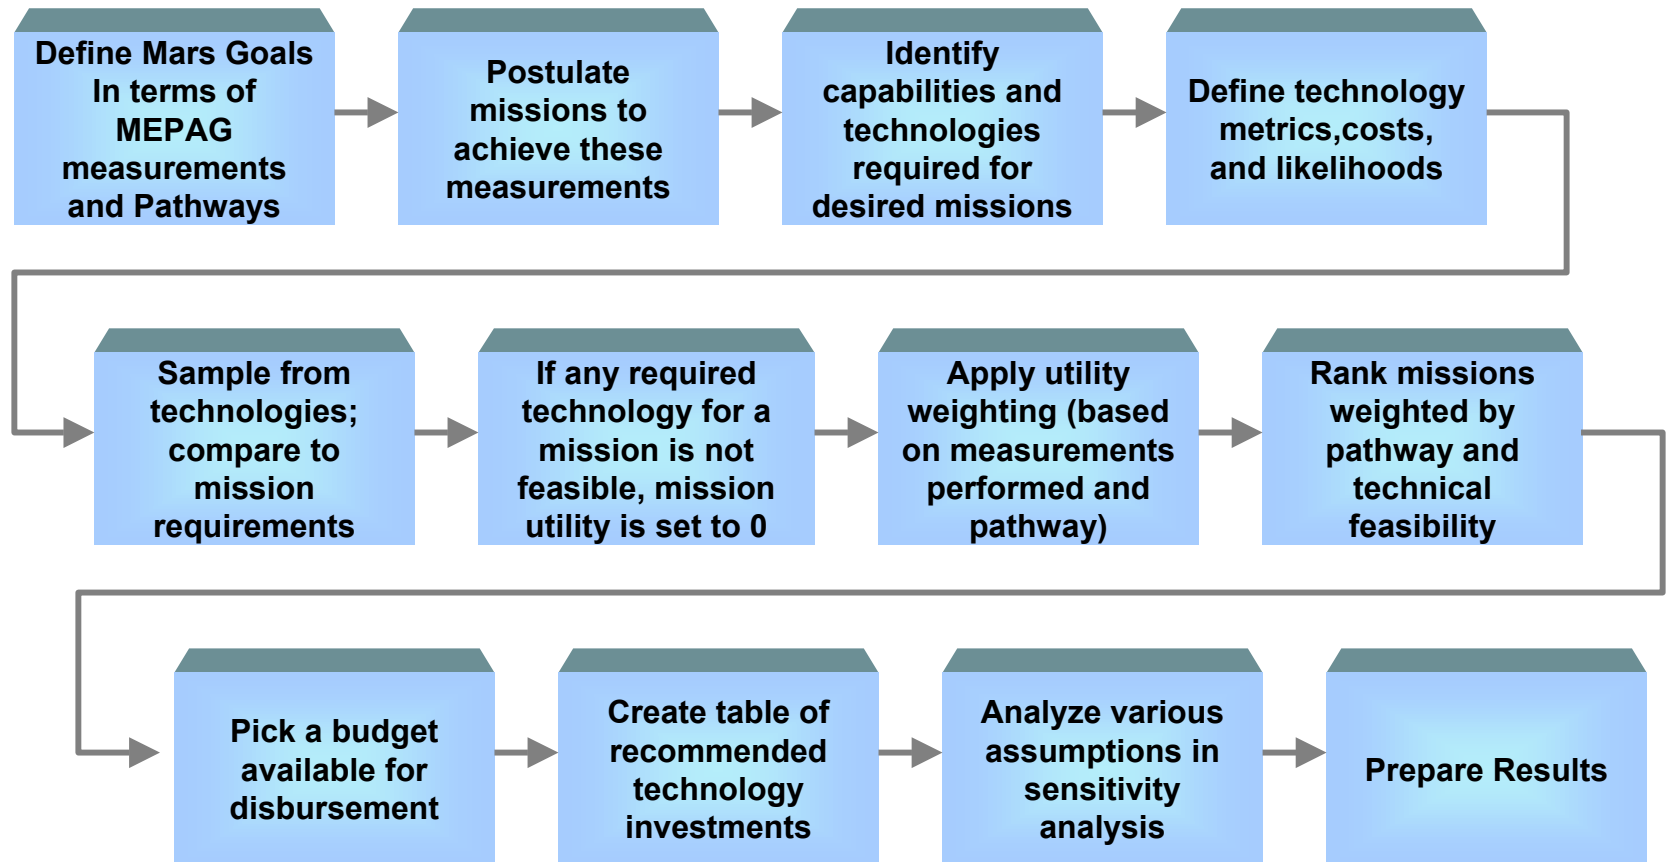 Define Mars Goals
In terms of
MEPAG
measurements
and Pathways
Postulate
missions to
achieve these
measurements
Identify
capabilities and
technologies
required for
desired missions
Define technology
metrics,costs,
and likelihoods
Sample from
technologies;
compare to
mission
requirements
If any required
technology for a
mission is not
feasible, mission
utility is set to 0
Apply utility
weighting (based
on measurements
performed and
pathway)
Rank missions
weighted by
pathway and
technical
feasibility
Pick a budget
available for
disbursement
Create table of
recommended
technology
investments
Analyze various
assumptions in
sensitivity
analysis
Prepare Results